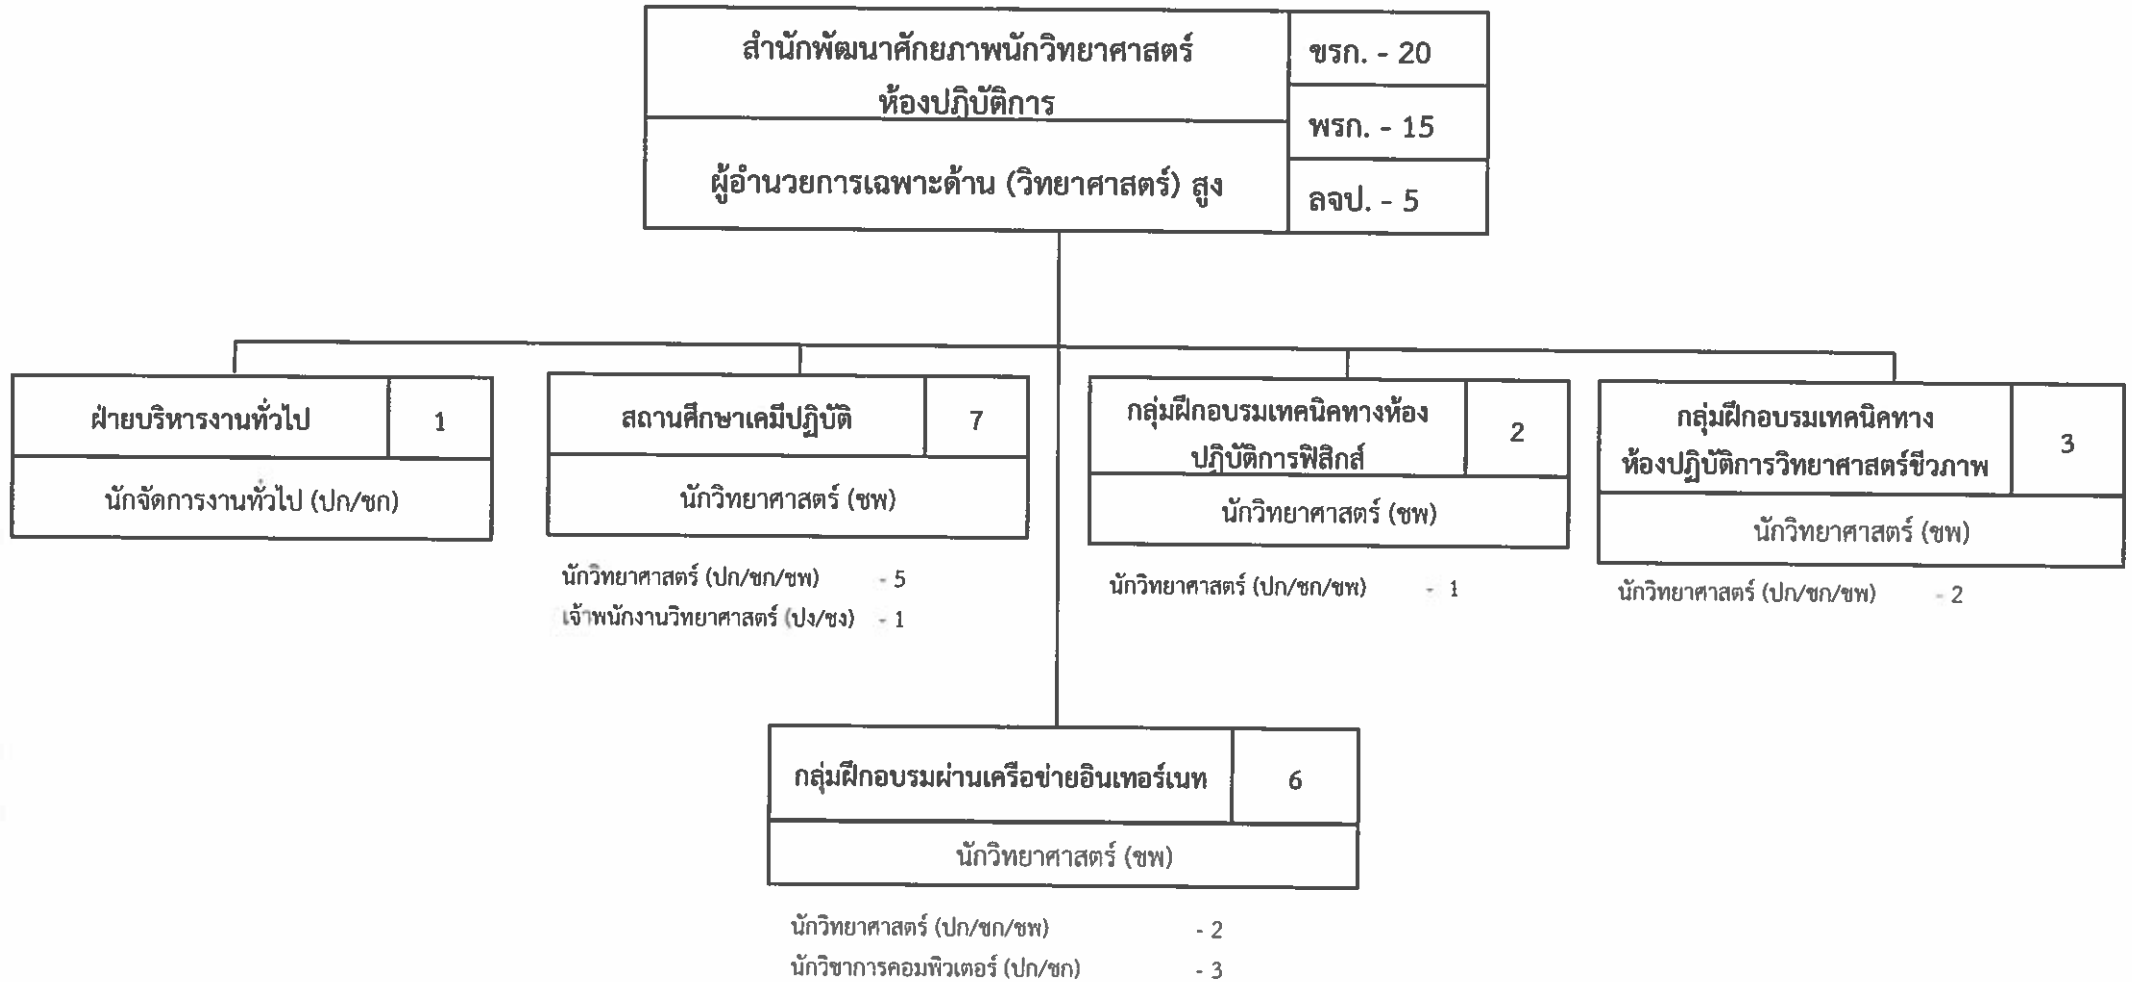 สำนักพัฒนาศักยภาพนักวิทยาศาสตร์
ห้องปฏิบัติการ
ผู้อำนวยการเฉพาะด้าน (วิทยาศาสตร์) สูง
ขรก. - 20
พรก. - 15
ลจป. - 5
ฝ่ายบริหารงานทั่วไป
1
นักจัดการงานทั่วไป (ปก/ชก)
สถานศึกษาเคมีปฏิบัติ
7
นักวิทยาศาสตร์ (ชพ)
นักวิทยาศาสตร์ (ปก/ชก/ชพ) - 5
เจ้าพนักงานวิทยาศาสตร์ (ปง/ชง) - 1
กลุ่มฝึกอบรมเทคนิคทางห้อง
ปฏิบัติการฟิสิกส์
2
นักวิทยาศาสตร์ (ชพ)
นักวิทยาศาสตร์ (ปก/ชก/ชพ) - 1
กลุ่มฝึกอบรมเทคนิคทาง
ห้องปฏิบัติการวิทยาศาสตร์ชีวภาพ
3
นักวิทยาศาสตร์ (ชพ)
นักวิทยาศาสตร์ (ปก/ชก/ชพ) - 2
กลุ่มฝึกอบรมผ่านเครือข่ายอินเทอร์เนท
6
นักวิทยาศาสตร์ (ชพ)
นักวิทยาศาสตร์ (ปก/ชก/ชพ) - 2
นักวิชาการคอมพิวเตอร์ (ปก/ชก) - 3